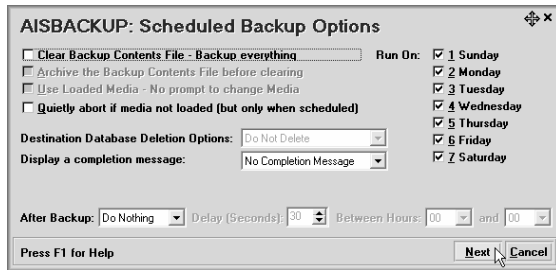 AISBACKUP: Scheduled Backup Options
Clear Backup Contents File - Backup everything
Archive the Backup Contents File before clearing
Use Loaded Media - No prompt to change Media
Quietly abort if media not loaded (but only when scheduled)
Run On:
1 Sunday
2 Monday
3 Tuesday
4 Wednesday
5 Thursday
6 Friday
7 Saturday
Destination Database Deletion Options: Do Not Delete
Display a completion message: No Completion Message
After Backup: Do Nothing Delay (Seconds): 30 Between Hours: 00 and 00
Press F1 for Help Next Cancel